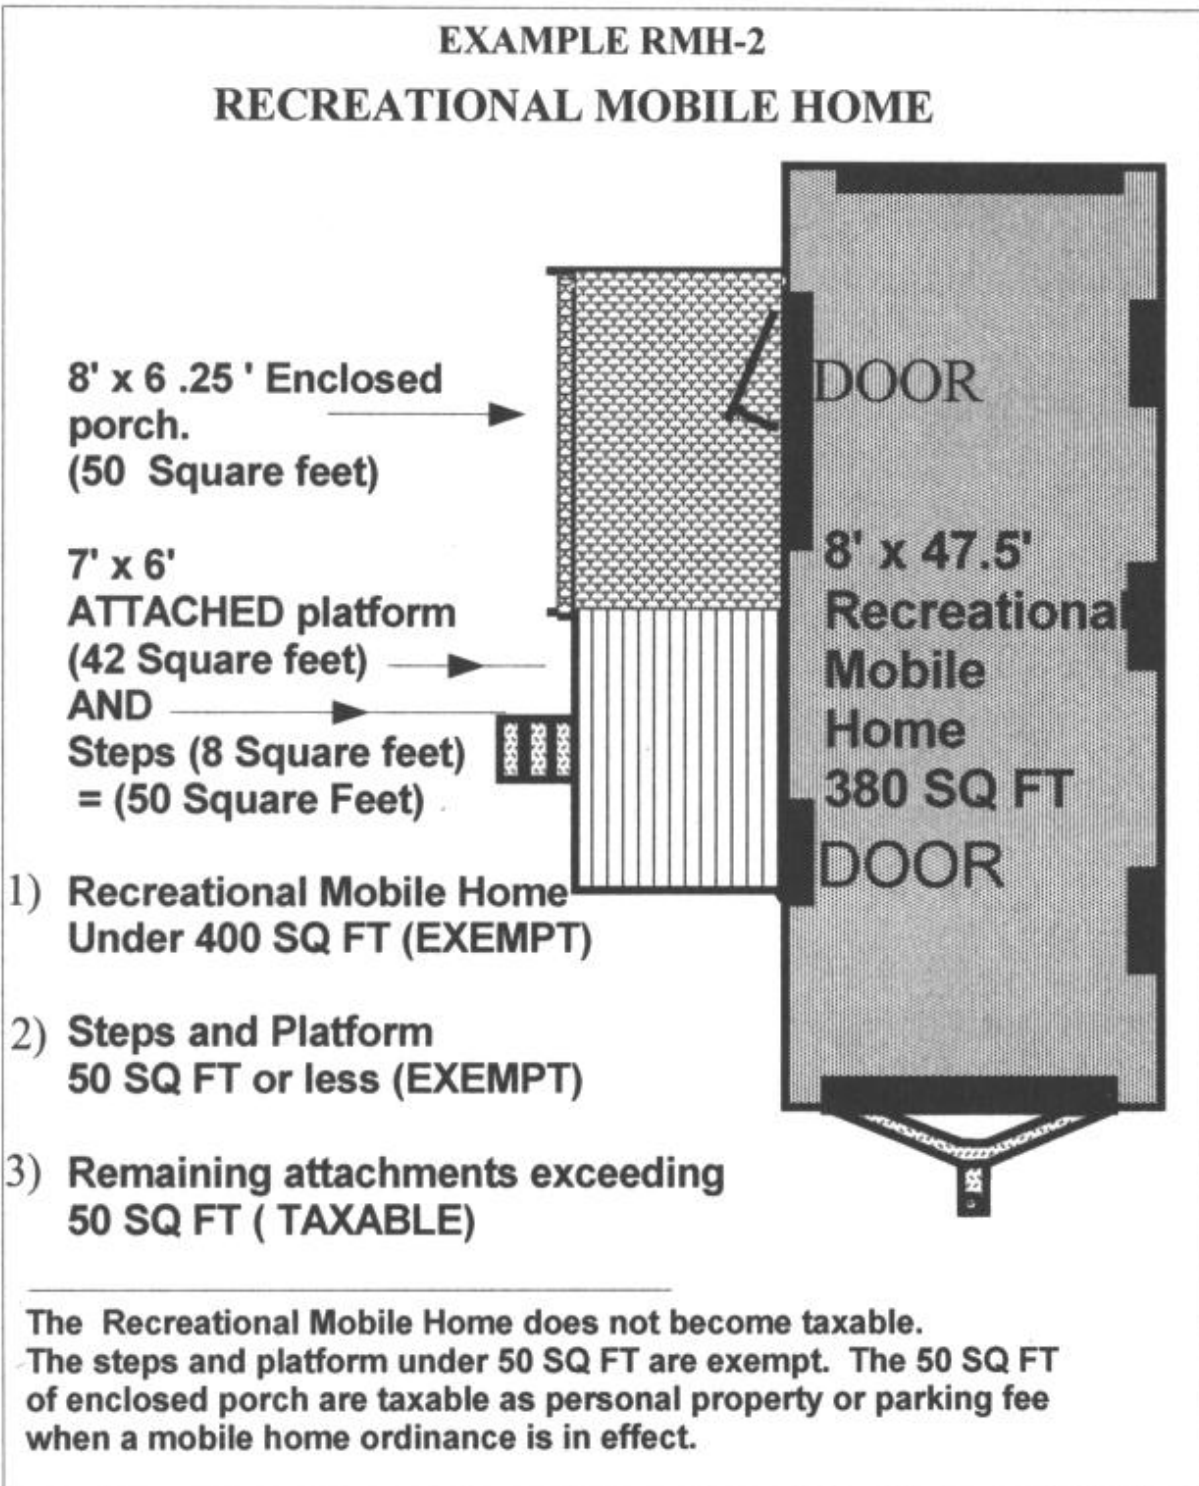 EXAMPLE RMH-2
RECREATIONAL MOBILE HOME
8' x 6 .25 ' Enclosed
porch.
(50 Square feet)
7' x 6'
ATTACHED platform
(42 Square feet)
AND
Steps (8 Square feet)
= (50 Square Feet)
DOOR
8' x 47.5'
Recreational
Mobile
Home
380 SQ FT
DOOR
1) Recreational Mobile Home
Under 400 SQ FT (EXEMPT)
2) Steps and Platform
50 SQ FT or less (EXEMPT)
3) Remaining attachments exceeding
50 SQ FT ( TAXABLE)
The Recreational Mobile Home does not become taxable.
The steps and platform under 50 SQ FT are exempt. The 50 SQ FT
of enclosed porch are taxable as personal property or parking fee
when a mobile home ordinance is in effect.